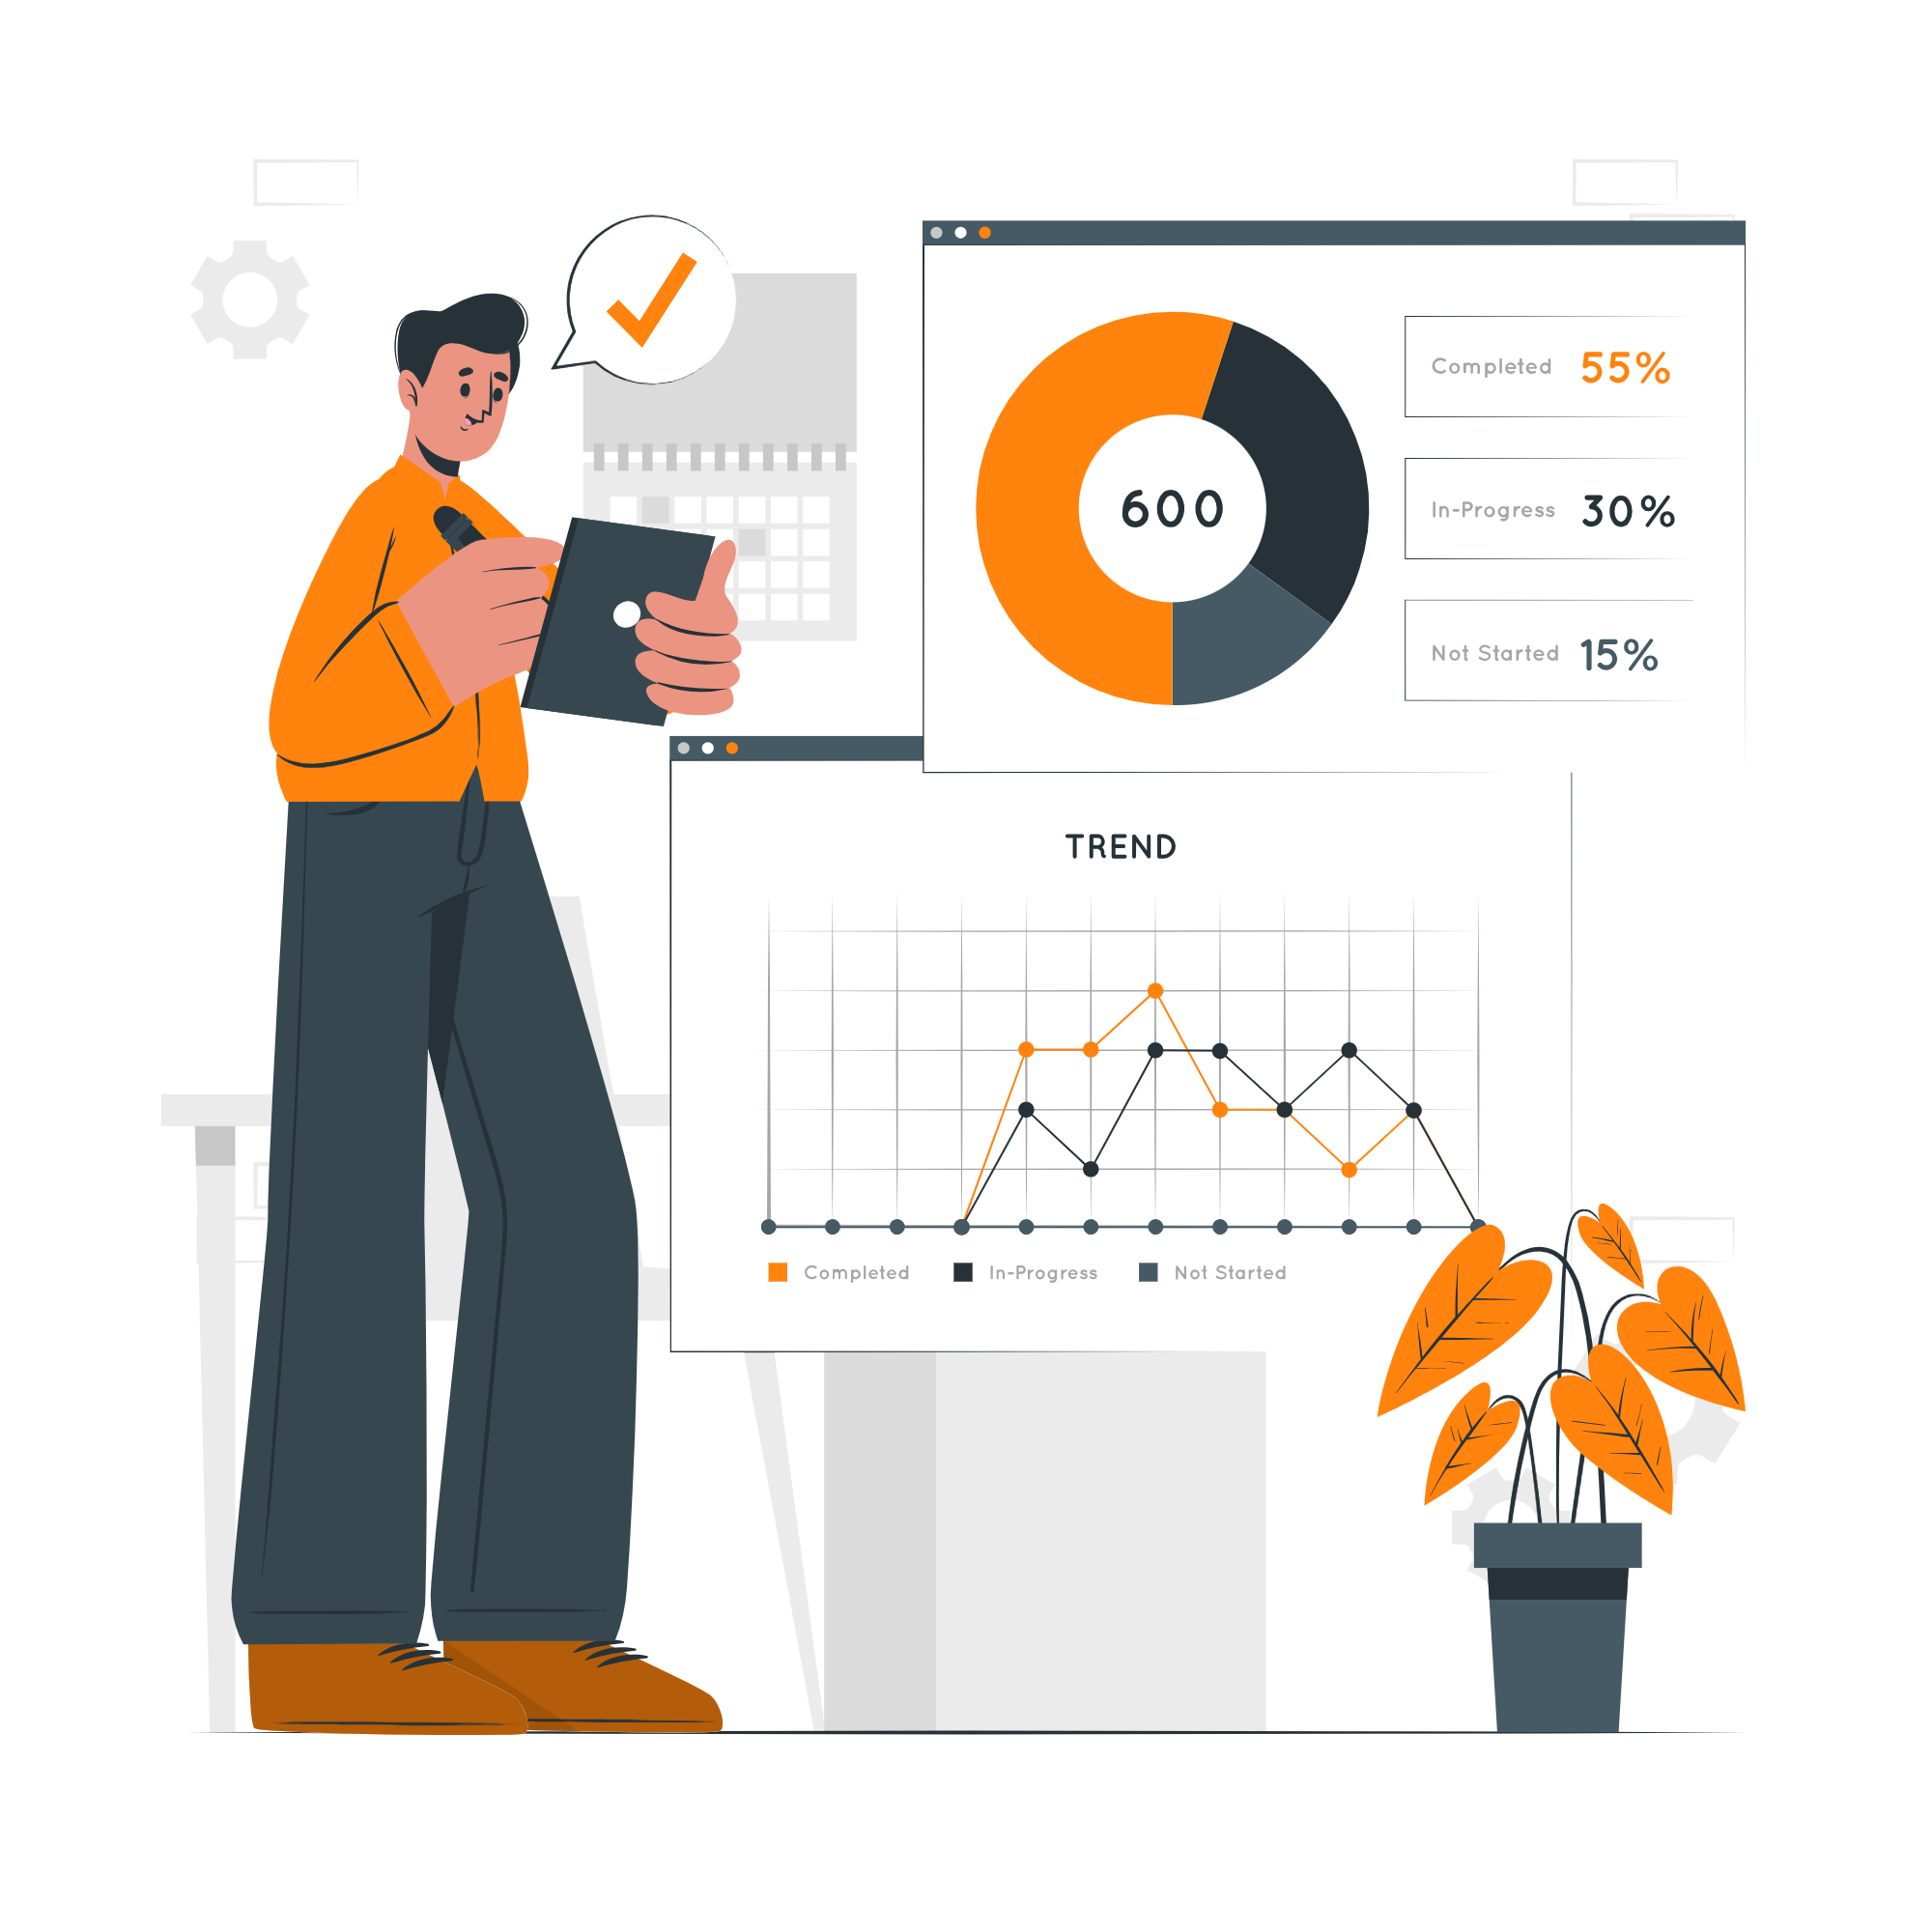 600
Completed 55%
In-Progress 30%
Not Started 15%
TREND
Completed In-Progress Not Started